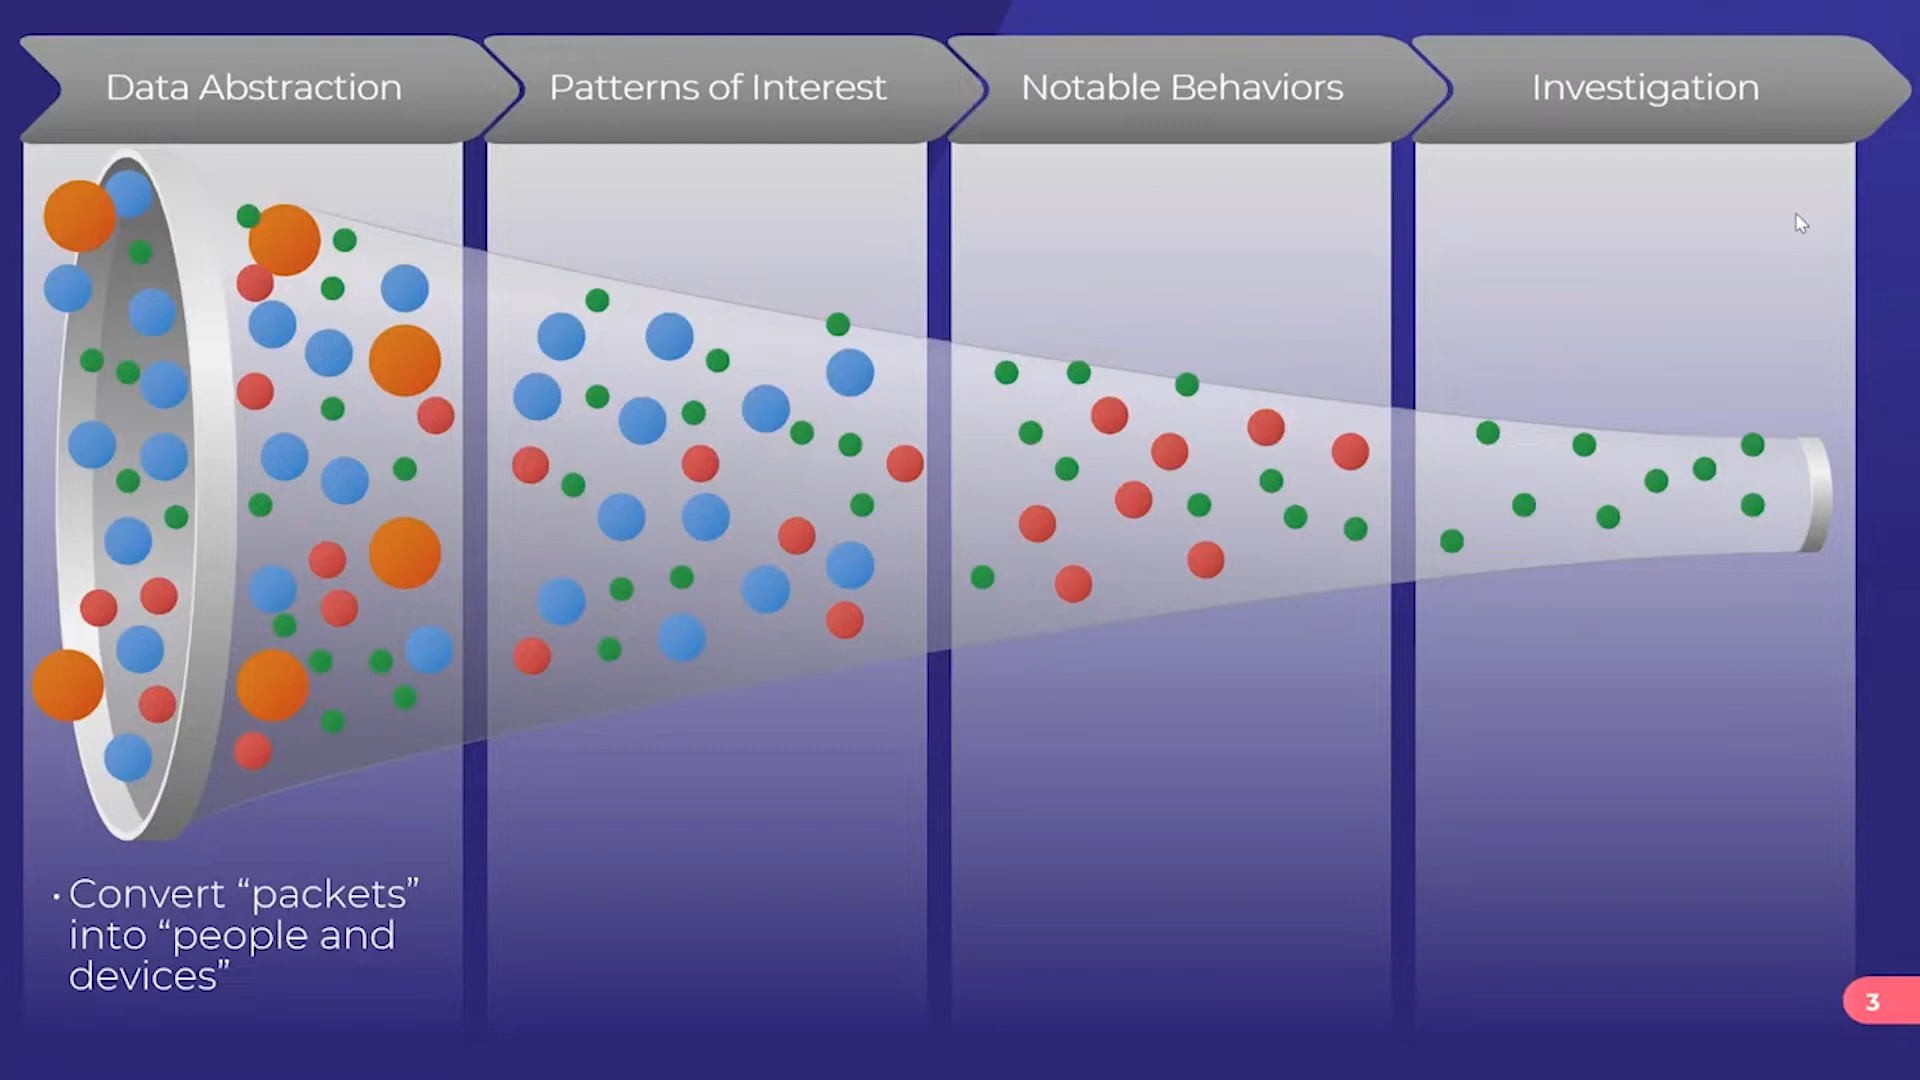 Data Abstraction
Patterns of Interest
Notable Behaviors
Investigation
· Convert “packets”
into “people and
devices”
3